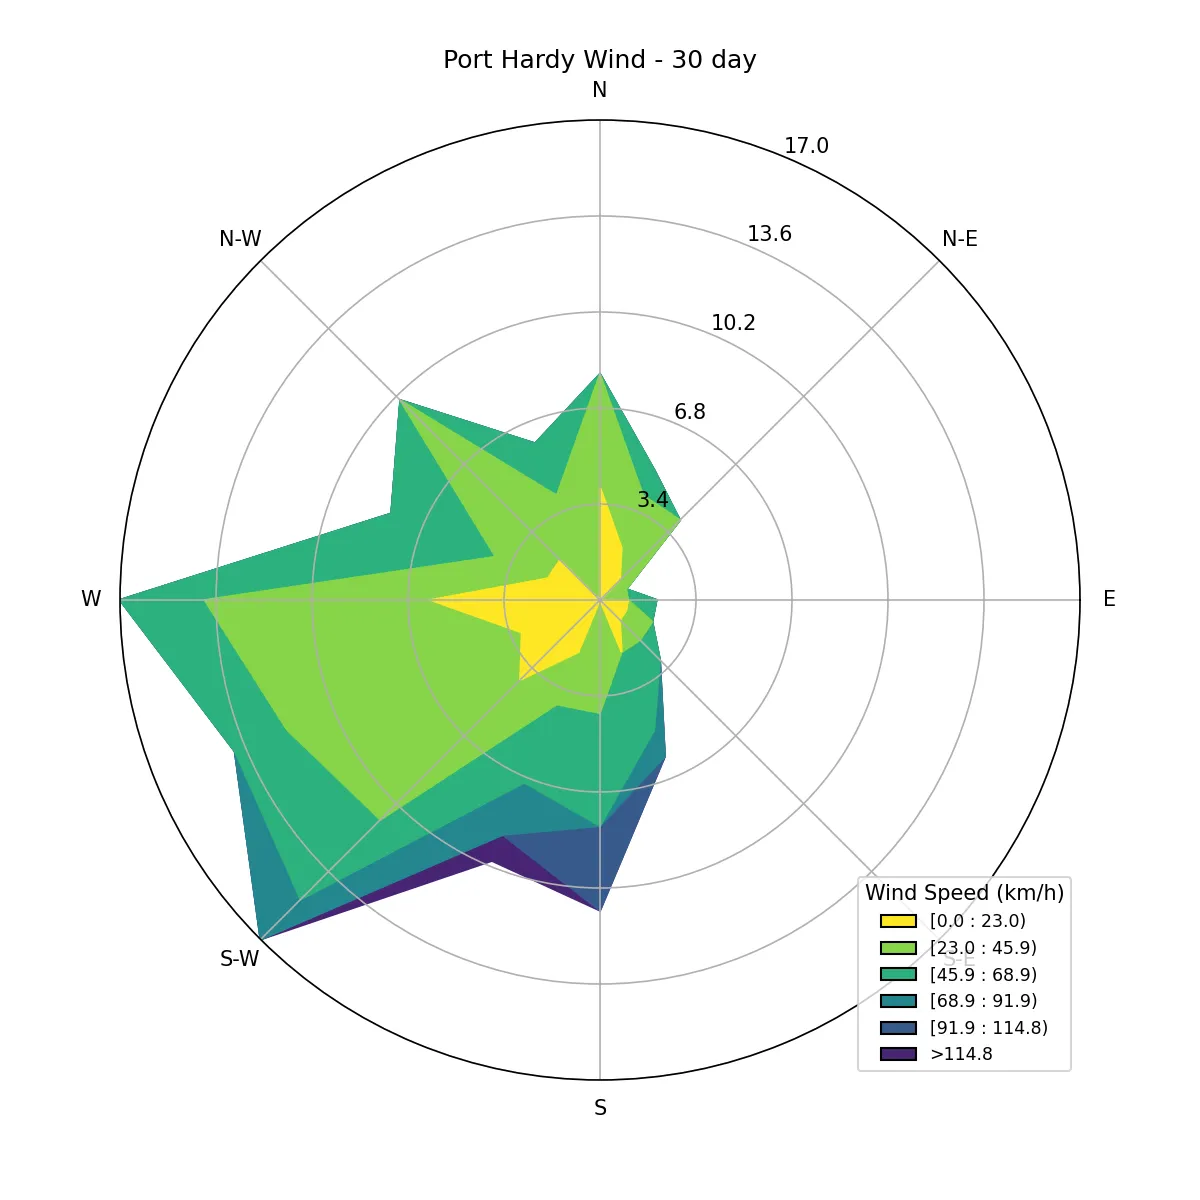 Port Hardy Wind - 30 day
N
17.0
N-W
N-E
13.6
10.2
6.8
3.4
W
E
S-W
S-E
S
Wind Speed (km/h)
[0.0 : 23.0)
[23.0 : 45.9)
[45.9 : 68.9)
[68.9 : 91.9)
[91.9 : 114.8)
>114.8